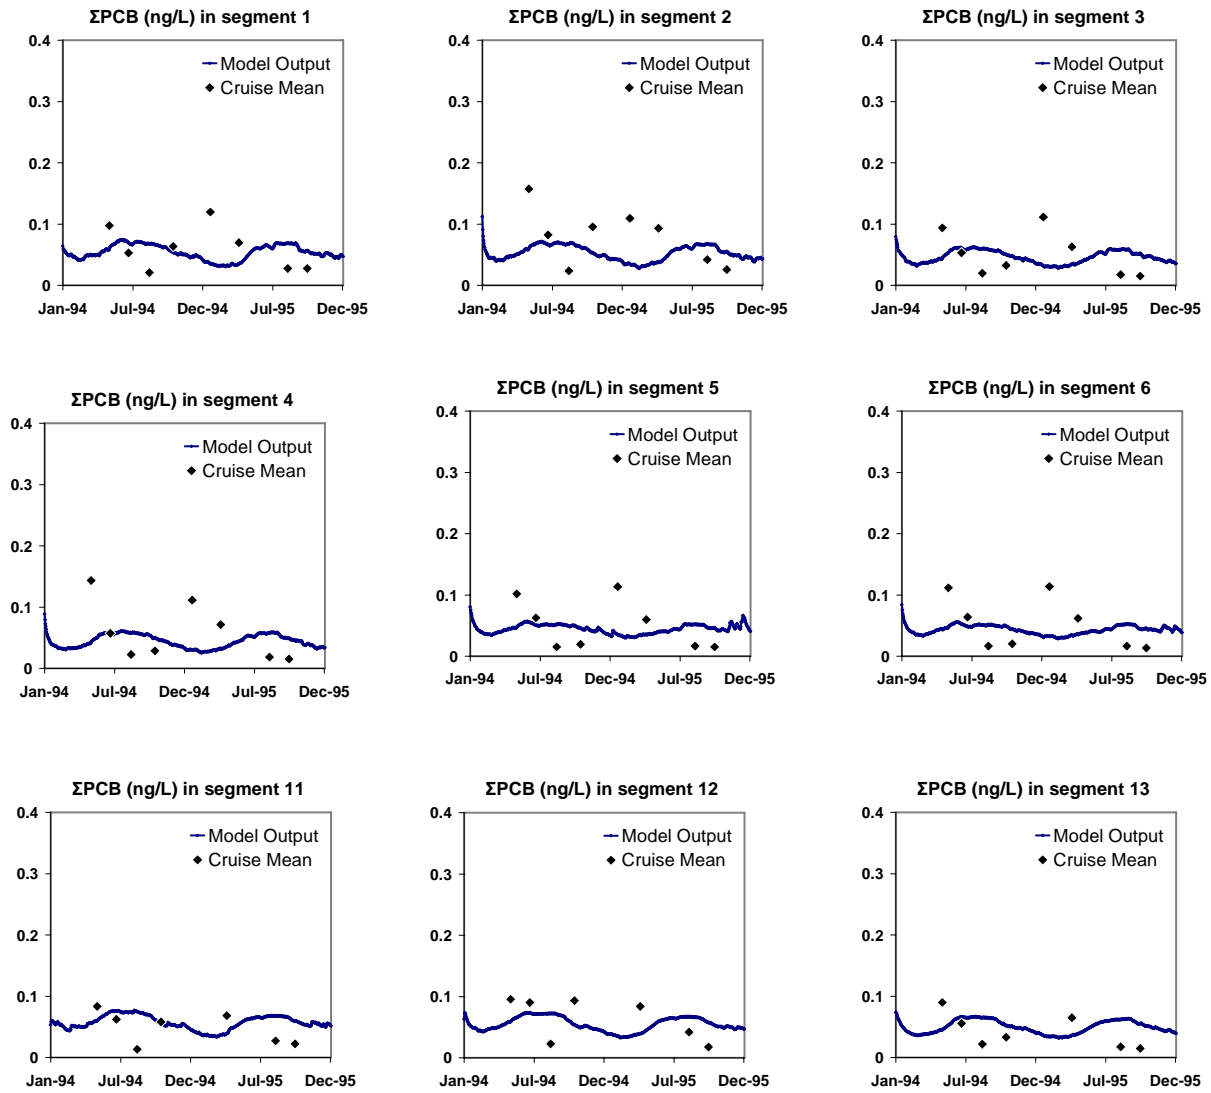 ΣPCB (ng/L) in segment 1
0.4
0.3
0.2
0.1
0
Model Output
Cruise Mean
Jan-94 Jul-94 Dec-94 Jul-95 Dec-95
ΣPCB (ng/L) in segment 2
0.4
0.3
0.2
0.1
0
Model Output
Cruise Mean
Jan-94 Jul-94 Dec-94 Jul-95 Dec-95
ΣPCB (ng/L) in segment 3
0.4
0.3
0.2
0.1
0
Model Output
Cruise Mean
Jan-94 Jul-94 Dec-94 Jul-95 Dec-95
ΣPCB (ng/L) in segment 4
0.4
0.3
0.2
0.1
0
Model Output
Cruise Mean
Jan-94 Jul-94 Dec-94 Jul-95 Dec-95
ΣPCB (ng/L) in segment 5
0.4
0.3
0.2
0.1
0
Model Output
Cruise Mean
Jan-94 Jul-94 Dec-94 Jul-95 Dec-95
ΣPCB (ng/L) in segment 6
0.4
0.3
0.2
0.1
0
Model Output
Cruise Mean
Jan-94 Jul-94 Dec-94 Jul-95 Dec-95
ΣPCB (ng/L) in segment 11
0.4
0.3
0.2
0.1
0
Model Output
Cruise Mean
Jan-94 Jul-94 Dec-94 Jul-95 Dec-95
ΣPCB (ng/L) in segment 12
0.4
0.3
0.2
0.1
0
Model Output
Cruise Mean
Jan-94 Jul-94 Dec-94 Jul-95 Dec-95
ΣPCB (ng/L) in segment 13
0.4
0.3
0.2
0.1
0
Model Output
Cruise Mean
Jan-94 Jul-94 Dec-94 Jul-95 Dec-95